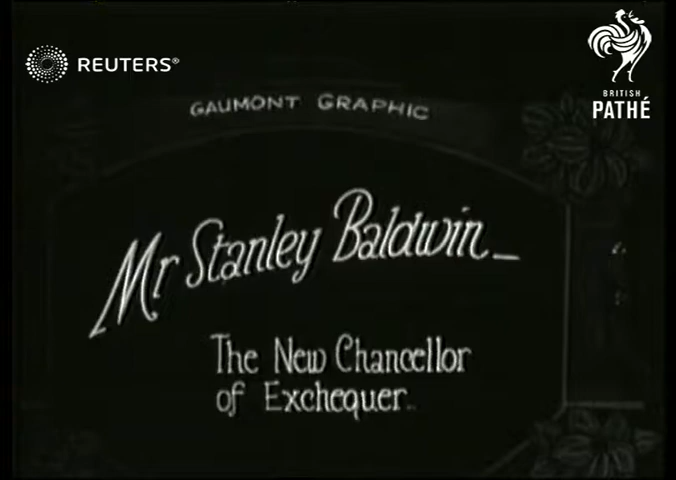 REUTERS®
BRITISH
PATHÉ
GAUMONT GRAPHIC
Mr Stanley Baldwin_
The New Chancellor
of Exchequer..